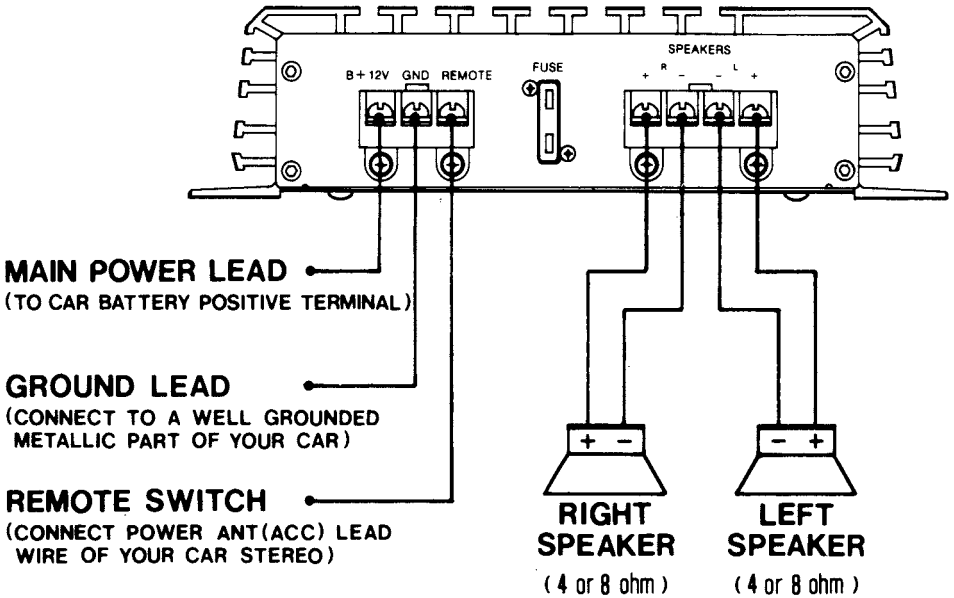 SPEAKERS
R L
B+12V GND REMOTE
FUSE
+ − − +
MAIN POWER LEAD
(TO CAR BATTERY POSITIVE TERMINAL)
GROUND LEAD
(CONNECT TO A WELL GROUNDED
METALLIC PART OF YOUR CAR)
REMOTE SWITCH
(CONNECT POWER ANT(ACC) LEAD
WIRE OF YOUR CAR STEREO)
+ −
RIGHT
SPEAKER
(4 or 8 ohm)
− +
LEFT
SPEAKER
(4 or 8 ohm)